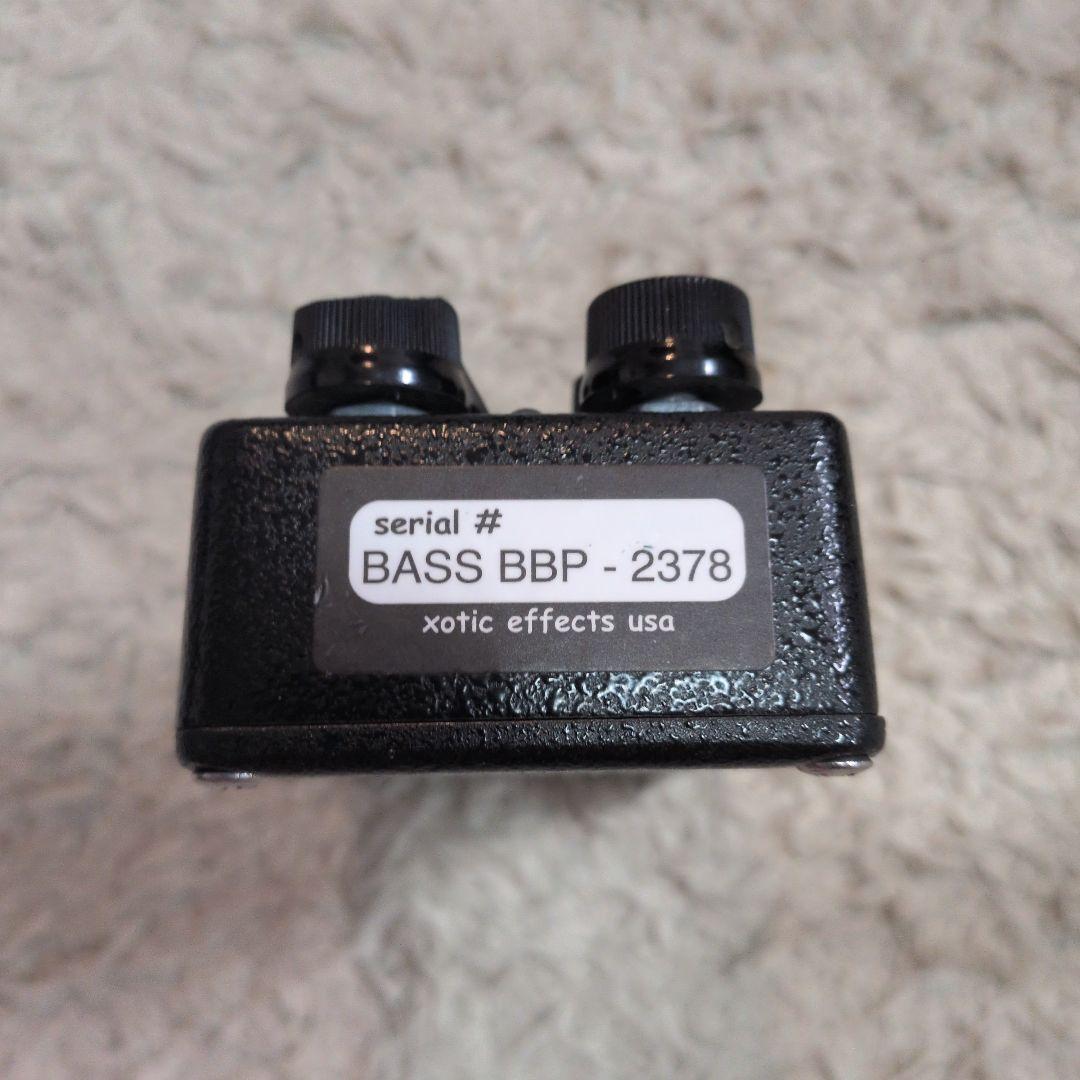 serial #
BASS BBP - 2378
xotic effects usa